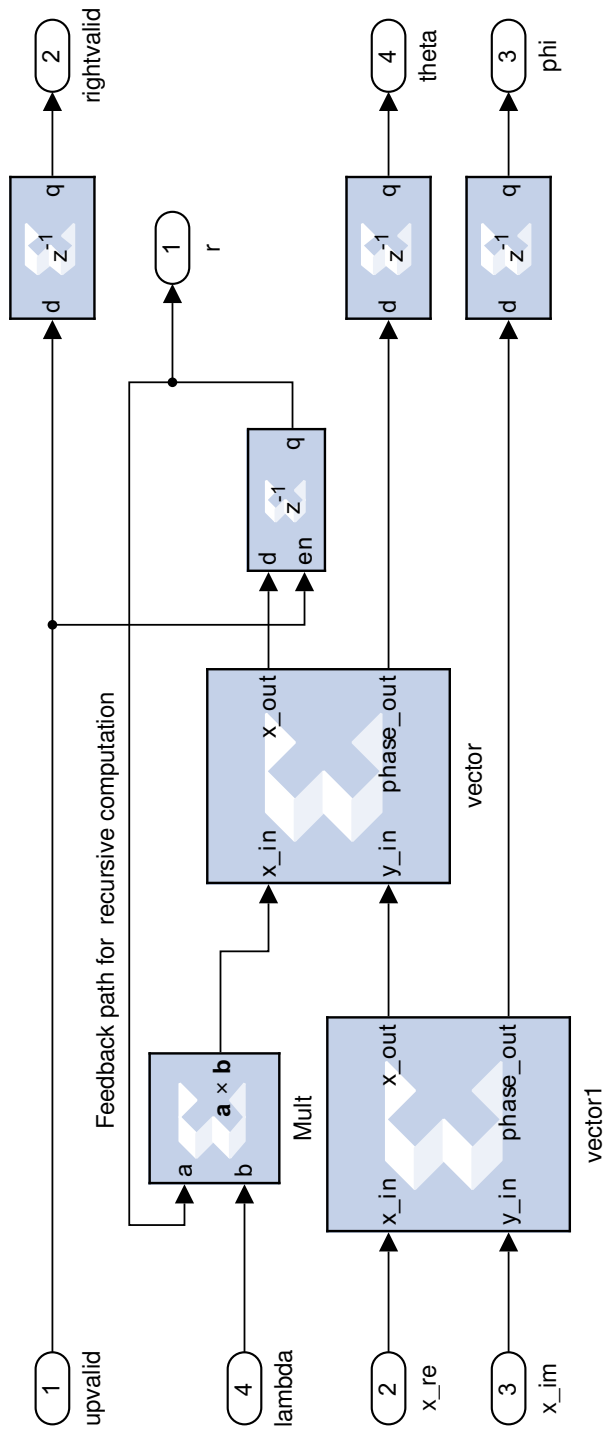 1
upvalid
4
lambda
2
x_re
3
x_im
Feedback path for recursive computation
a
b
a × b
Mult
x_in
y_in
x_out
phase_out
vector1
x_in
y_in
x_out
phase_out
vector
d
en
z-1
q
d
z-1
q
2
rightvalid
1
r
d
z-1
q
4
theta
d
z-1
q
3
phi